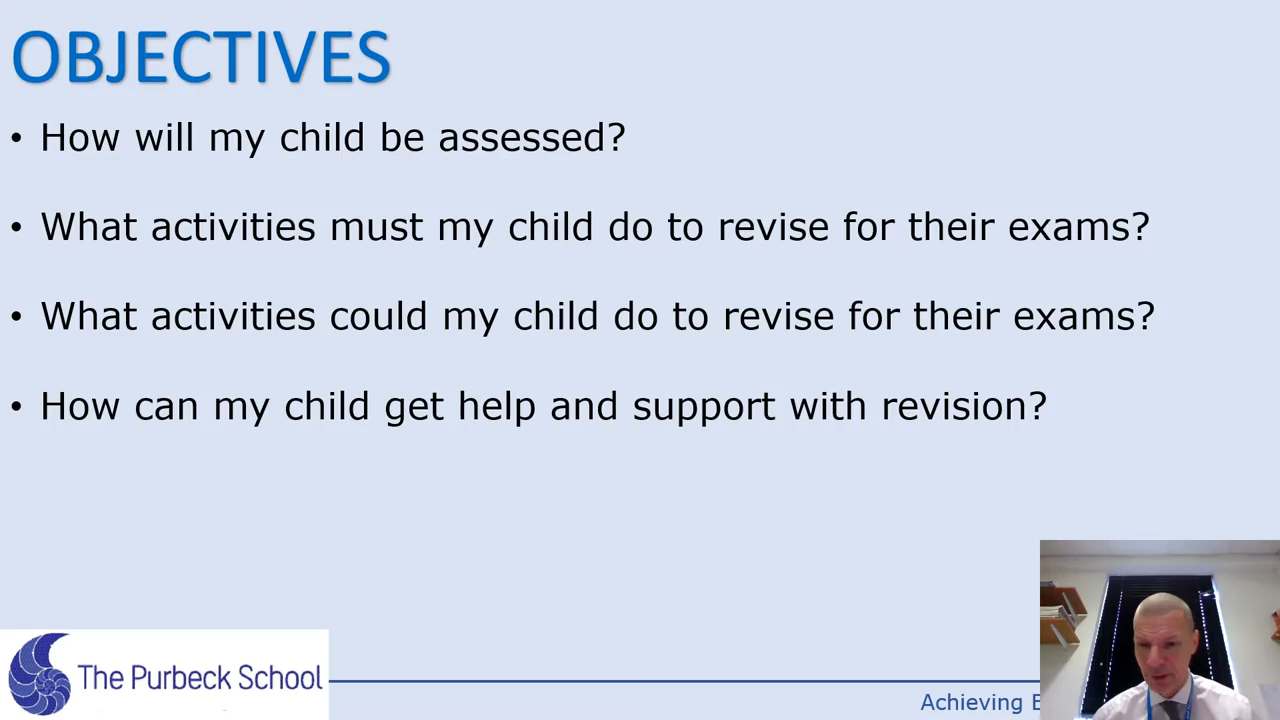 OBJECTIVES
• How will my child be assessed?
• What activities must my child do to revise for their exams?
• What activities could my child do to revise for their exams?
• How can my child get help and support with revision?
The Purbeck School
Achieving